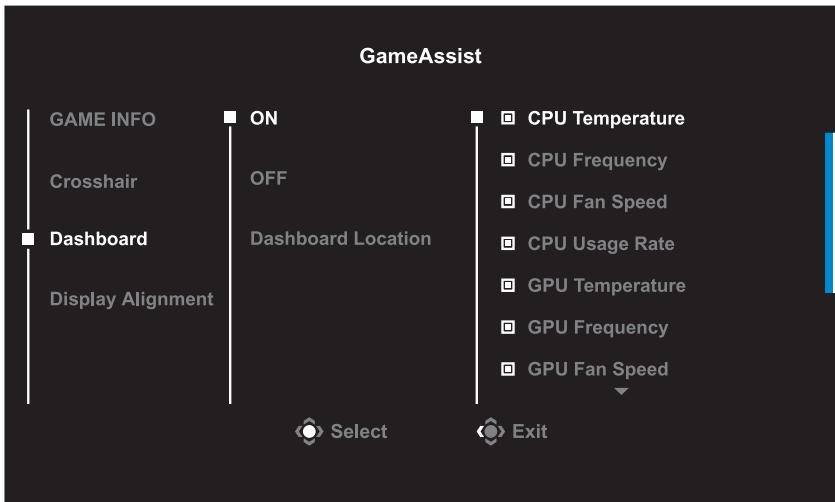 GameAssist
GAME INFO
Crosshair
Dashboard
Display Alignment
ON
OFF
Dashboard Location
CPU Temperature
CPU Frequency
CPU Fan Speed
CPU Usage Rate
GPU Temperature
GPU Frequency
GPU Fan Speed
Select
Exit